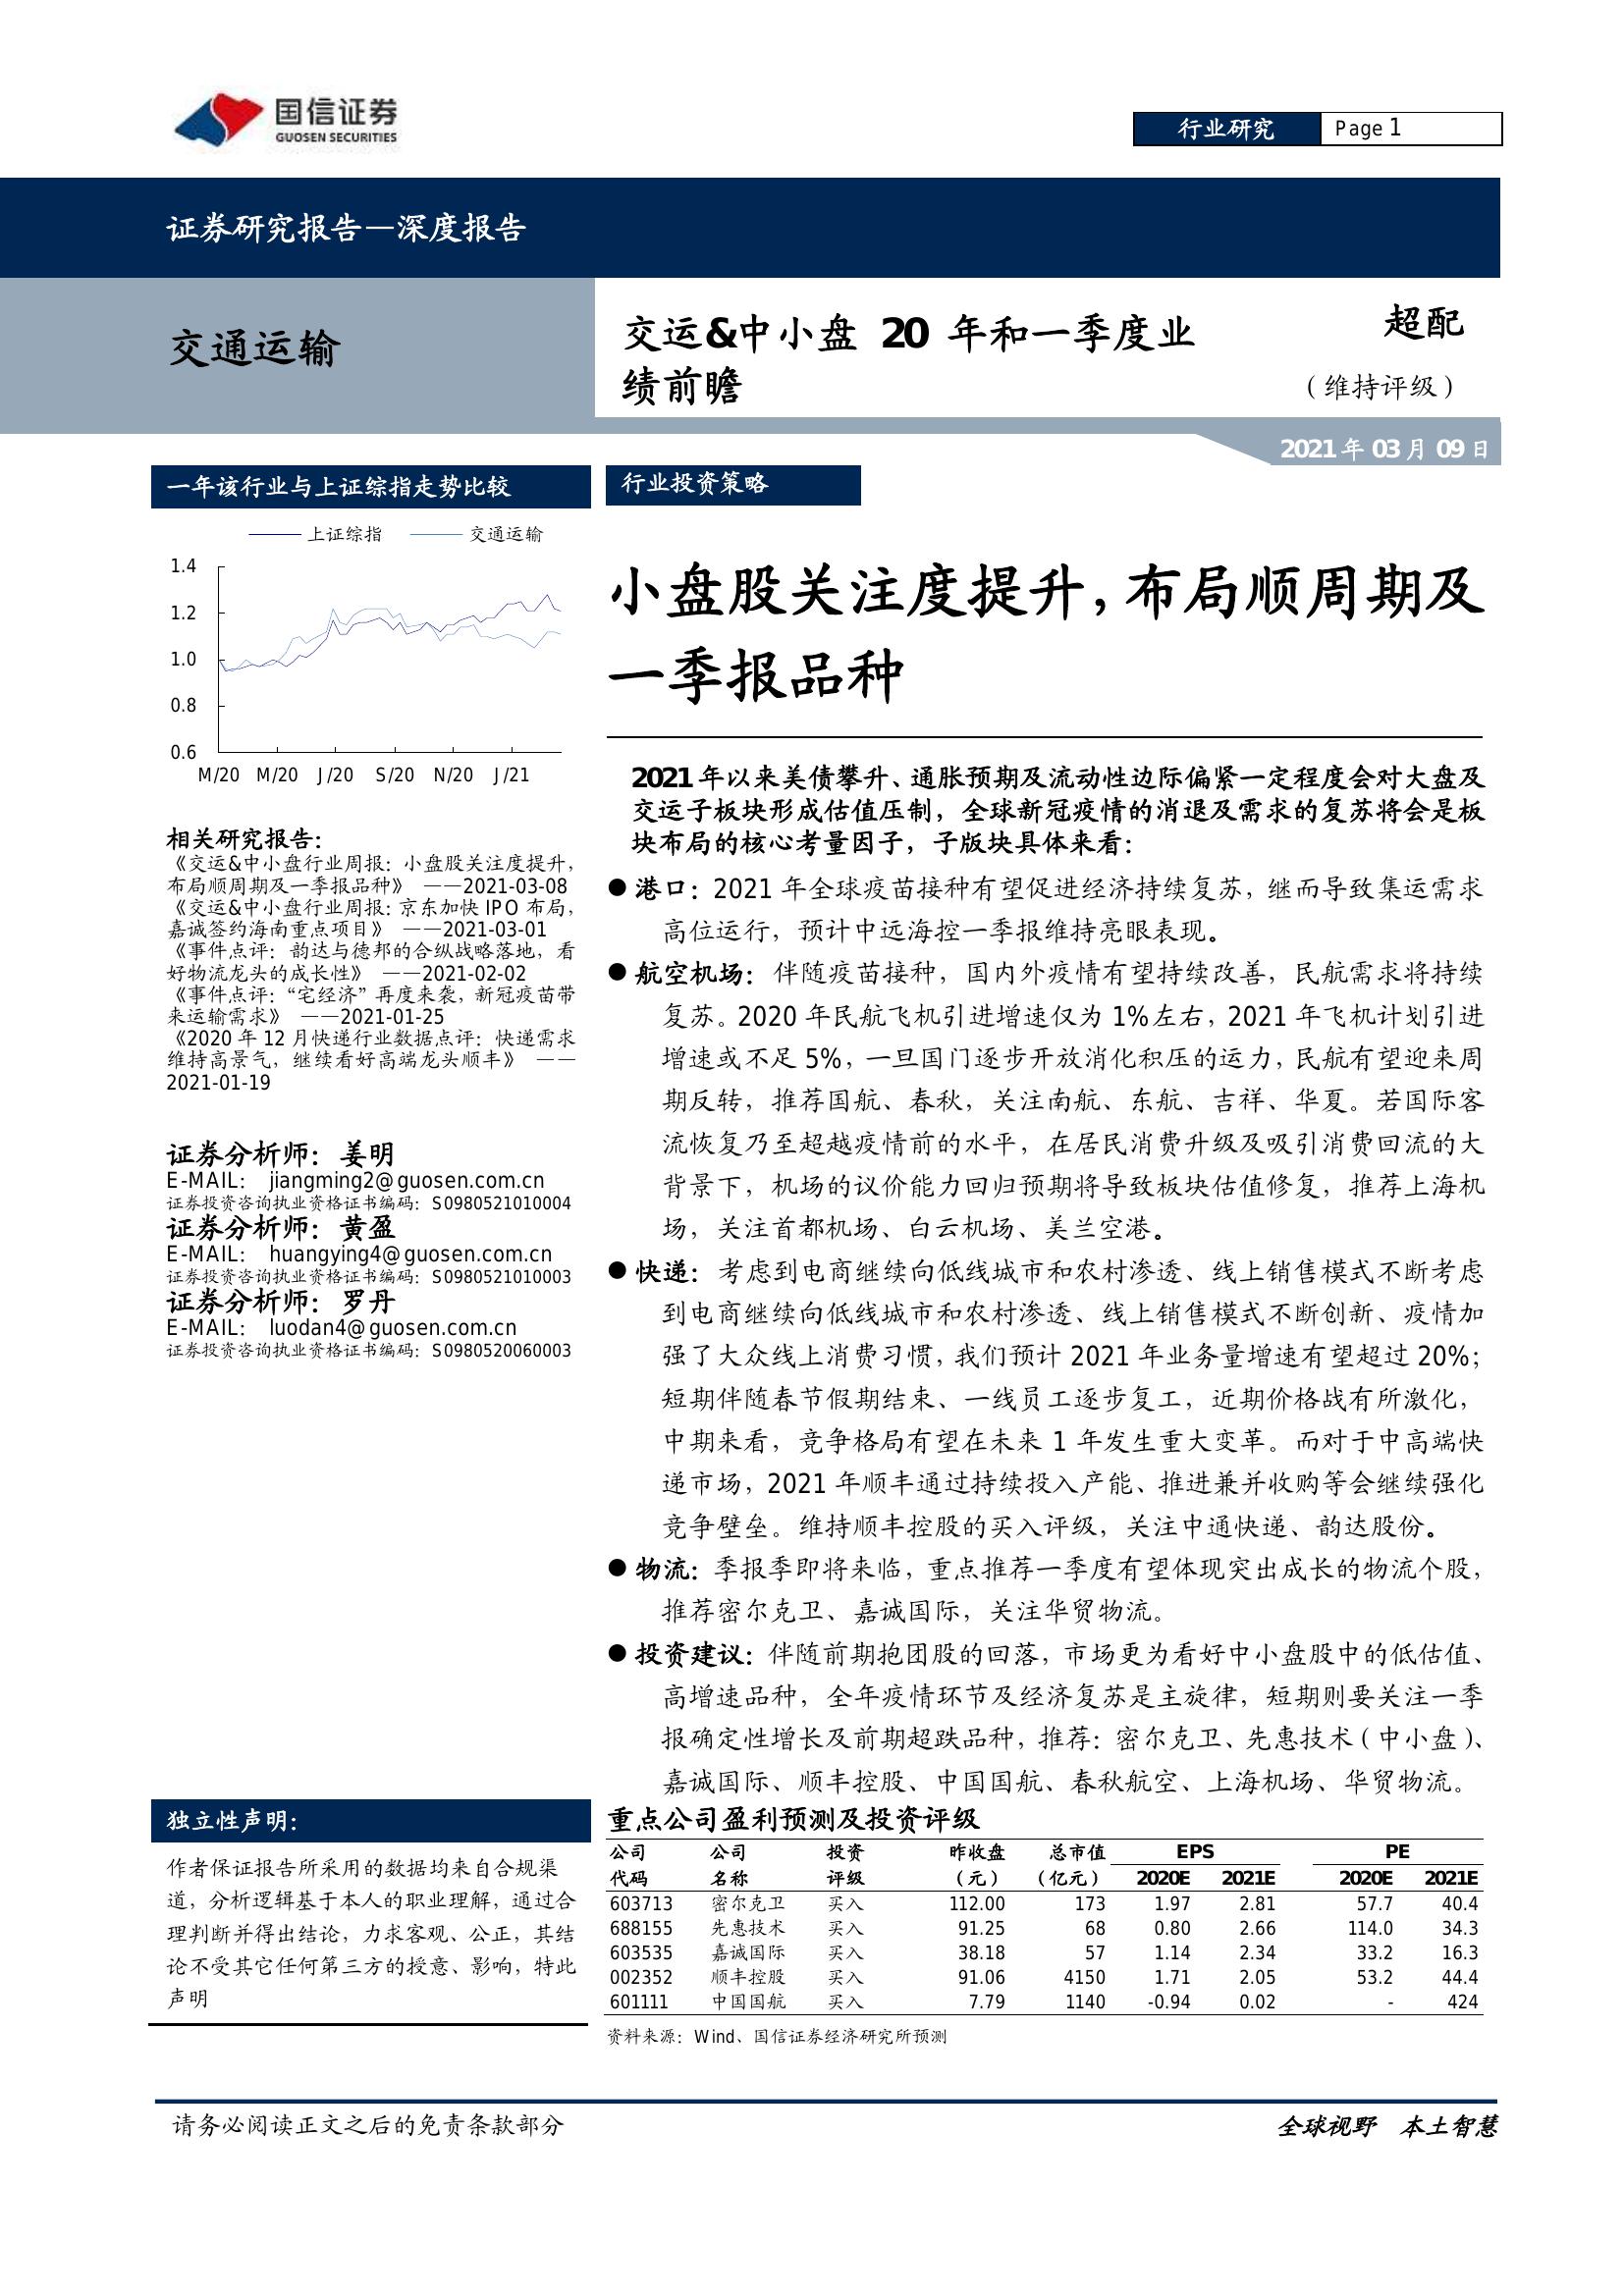 国信证券
GUOSEN SECURITIES
行业研究
Page 1
证券研究报告—深度报告
交通运输
交运&中小盘 20 年和一季度业
绩前瞻
超配
（维持评级）
2021 年 03 月 09 日
一年该行业与上证综指走势比较
上证综指 交通运输
1.4
1.2
1.0
0.8
0.6
M/20 M/20 J/20 S/20 N/20 J/21
相关研究报告：
《交运&中小盘行业周报：小盘股关注度提升，
布局顺周期及一季报品种》 ——2021-03-08
《交运&中小盘行业周报：京东加快 IPO 布局，
嘉诚签约海南重点项目》 ——2021-03-01
《事件点评：韵达与德邦的合纵战略落地，看
好物流龙头的成长性》 ——2021-02-02
《事件点评：“宅经济”再度来袭，新冠疫苗带
来运输需求》 ——2021-01-25
《2020 年 12 月快递行业数据点评：快递需求
维持高景气，继续看好高端龙头顺丰》 ——
2021-01-19
证券分析师：姜明
E-MAIL： jiangming2@guosen.com.cn
证券投资咨询执业资格证书编码：S0980521010004
证券分析师：黄盈
E-MAIL： huangying4@guosen.com.cn
证券投资咨询执业资格证书编码：S0980521010003
证券分析师：罗丹
E-MAIL： luodan4@guosen.com.cn
证券投资咨询执业资格证书编码：S0980520060003
独立性声明：
作者保证报告所采用的数据均来自合规渠
道，分析逻辑基于本人的职业理解，通过合
理判断并得出结论，力求客观、公正，其结
论不受其它任何第三方的授意、影响，特此
声明
行业投资策略
小盘股关注度提升，布局顺周期及
一季报品种
2021 年以来美债攀升、通胀预期及流动性边际偏紧一定程度会对大盘及
交运子板块形成估值压制，全球新冠疫情的消退及需求的复苏将会是板
块布局的核心考量因子，子版块具体来看：
● 港口：2021 年全球疫苗接种有望促进经济持续复苏，继而导致集运需求
高位运行，预计中远海控一季报维持亮眼表现。
● 航空机场：伴随疫苗接种，国内外疫情有望持续改善，民航需求将持续
复苏。2020 年民航飞机引进增速仅为 1%左右，2021 年飞机计划引进
增速或不足 5%，一旦国门逐步开放消化积压的运力，民航有望迎来周
期反转，推荐国航、春秋，关注南航、东航、吉祥、华夏。若国际客
流恢复乃至超越疫情前的水平，在居民消费升级及吸引消费回流的大
背景下，机场的议价能力回归预期将导致板块估值修复，推荐上海机
场，关注首都机场、白云机场、美兰空港。
● 快递：考虑到电商继续向低线城市和农村渗透、线上销售模式不断考虑
到电商继续向低线城市和农村渗透、线上销售模式不断创新、疫情加
强了大众线上消费习惯，我们预计 2021 年业务量增速有望超过 20%；
短期伴随春节假期结束、一线员工逐步复工，近期价格战有所激化，
中期来看，竞争格局有望在未来 1 年发生重大变革。而对于中高端快
递市场，2021 年顺丰通过持续投入产能、推进兼并收购等会继续强化
竞争壁垒。维持顺丰控股的买入评级，关注中通快递、韵达股份。
● 物流：季报季即将来临，重点推荐一季度有望体现突出成长的物流个股，
推荐密尔克卫、嘉诚国际，关注华贸物流。
● 投资建议：伴随前期抱团股的回落，市场更为看好中小盘股中的低估值、
高增速品种，全年疫情环节及经济复苏是主旋律，短期则要关注一季
报确定性增长及前期超跌品种，推荐：密尔克卫、先惠技术（中小盘）、
嘉诚国际、顺丰控股、中国国航、春秋航空、上海机场、华贸物流。
重点公司盈利预测及投资评级
公司 公司 投资 昨收盘 总市值 EPS PE
代码 名称 评级 （元） （亿元） 2020E 2021E 2020E 2021E
603713 密尔克卫 买入 112.00 173 1.97 2.81 57.7 40.4
688155 先惠技术 买入 91.25 68 0.80 2.66 114.0 34.3
603535 嘉诚国际 买入 38.18 57 1.14 2.34 33.2 16.3
002352 顺丰控股 买入 91.06 4150 1.71 2.05 53.2 44.4
601111 中国国航 买入 7.79 1140 -0.94 0.02 - 424
资料来源：Wind、国信证券经济研究所预测
请务必阅读正文之后的免责条款部分
全球视野 本土智慧